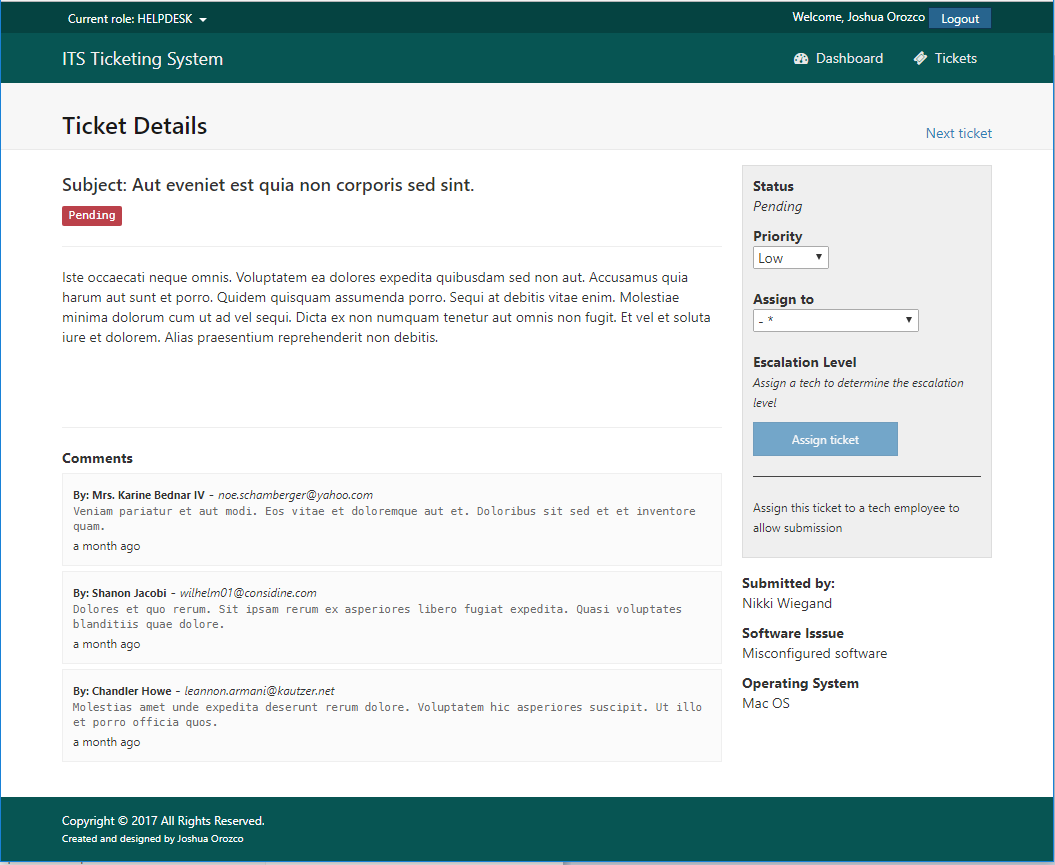 Current role: HELPDESK
Welcome, Joshua Orozco Logout
ITS Ticketing System
Dashboard Tickets
Ticket Details
Next ticket
Subject: Aut eveniet est quia non corporis sed sint.
Pending
Iste occaecati neque omnis. Voluptatem ea dolores expedita quibusdam sed non aut. Accusamus quia
harum aut sunt et porro. Quidem quisquam assumenda porro. Sequi at debitis vitae enim. Molestiae
minima dolorum cum ut ad vel sequi. Dicta ex non numquam tenetur aut omnis non fugit. Et vel et soluta
iure et dolorem. Alias praesentium reprehenderit non debitis.
Comments
By: Mrs. Karine Bednar IV - noe.schamberger@yahoo.com
Veniam pariatur et aut modi. Eos vitae et doloremque aut et. Doloribus sit sed et et inventore
quam.
a month ago
By: Shanon Jacobi - wilhelm01@considine.com
Dolores et quo rerum. Sit ipsam rerum ex asperiores libero fugiat expedita. Quasi voluptates
blanditiis quae dolore.
a month ago
By: Chandler Howe - leannon.armani@kautzer.net
Molestias amet unde expedita deserunt rerum dolore. Voluptatem hic asperiores suscipit. Ut illo
et porro officia quos.
a month ago
Status
Pending
Priority
Low
Assign to
- *
Escalation Level
Assign a tech to determine the escalation
level
Assign ticket
Assign this ticket to a tech employee to
allow submission
Submitted by:
Nikki Wiegand
Software Isssue
Misconfigured software
Operating System
Mac OS
Copyright © 2017 All Rights Reserved.
Created and designed by Joshua Orozco